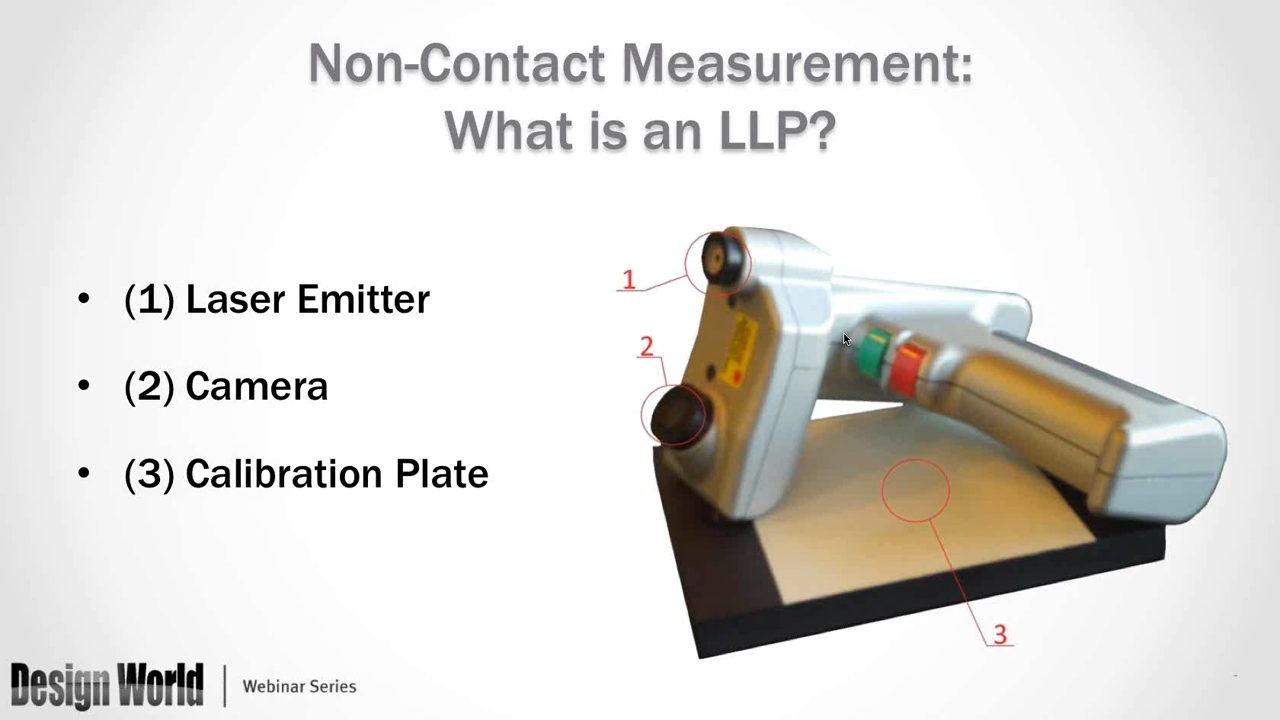 Non-Contact Measurement:
What is an LLP?
• (1) Laser Emitter
• (2) Camera
• (3) Calibration Plate
1
2
3
Design World | Webinar Series